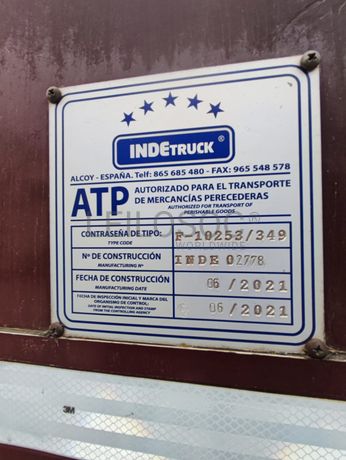 INDETRUCK
ALCOY - ESPAÑA. Telf: 865 685 480 - FAX: 965 548 578
ATP AUTORIZADO PARA EL TRANSPORTE
DE MERCANCÍAS PERECEDERAS
AUTHORIZED FOR TRANSPORT OF
PERISHABLE GOODS
LEILOSOC®
WORLDWIDE
CONTRASEÑA DE TIPO: F-10253/349
TYPE CODE
Nº DE CONSTRUCCIÓN INDE 02778
MANUFACTURING Nº
FECHA DE CONSTRUCCIÓN 06/2021
MANUFACTURING DATE
FECHA DE INSPECCIÓN INICIAL Y MARCA DEL
ORGANISMO DE CONTROL: 06/2021
DATE OF INITIAL INSPECTION AND STAMP
FROM THE CONTROLLING AGENCY
3M